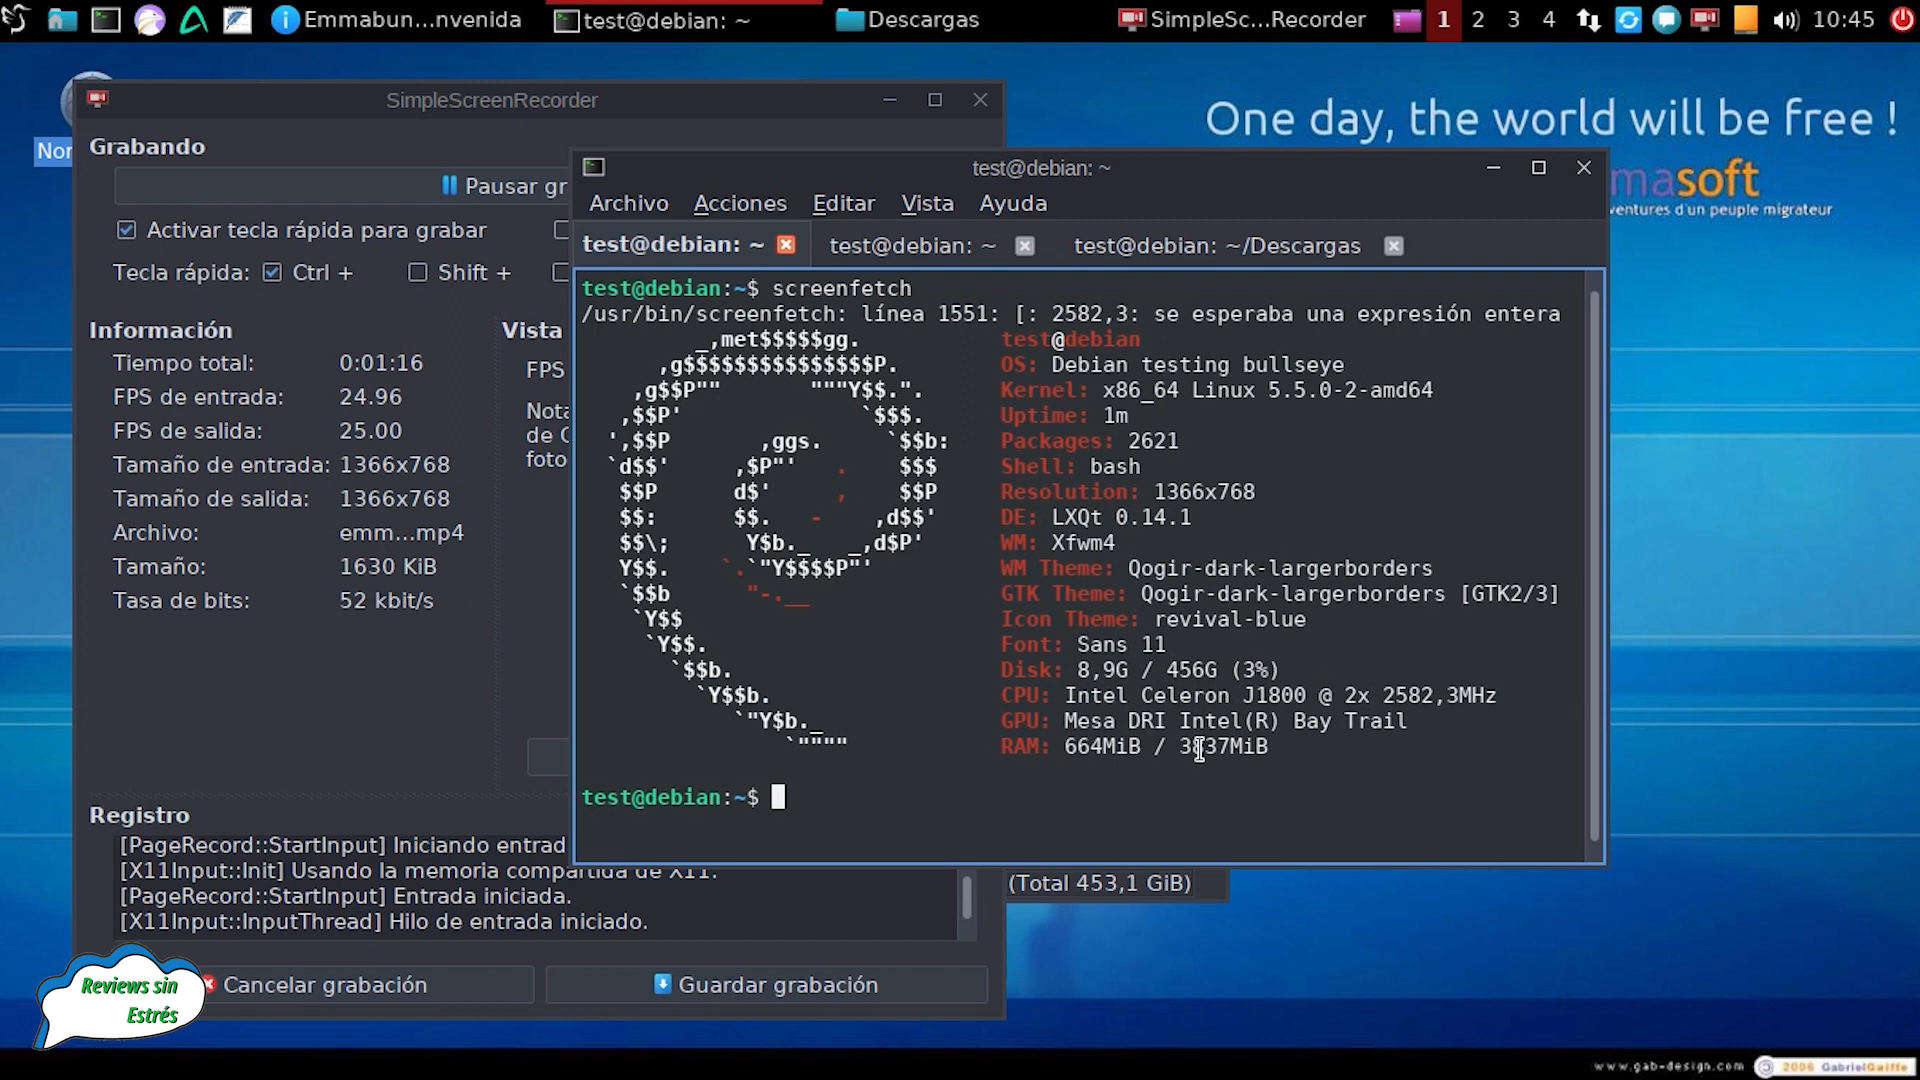 Emmabun...nvenida
test@debian: ~
Descargas
SimpleSc...Recorder
1 2 3 4
10:45
SimpleScreenRecorder
Grabando
Pausar gr
Activar tecla rápida para grabar
Tecla rápida: Ctrl + Shift +
Información
Tiempo total: 0:01:16
FPS de entrada: 24.96
FPS de salida: 25.00
Tamaño de entrada: 1366x768
Tamaño de salida: 1366x768
Archivo: emm...mp4
Tamaño: 1630 KiB
Tasa de bits: 52 kbit/s
Vista
FPS
Nota
de C
foto
Registro
[PageRecord::StartInput] Iniciando entrad
[X11Input::Init] Usando la memoria compartida de X11.
[PageRecord::StartInput] Entrada iniciada.
[X11Input::InputThread] Hilo de entrada iniciado.
Cancelar grabación
Guardar grabación
Nor
One day, the world will be free !
masoft
ventures d'un peuple migrateur
test@debian: ~
Archivo Acciones Editar Vista Ayuda
test@debian: ~
test@debian: ~
test@debian: ~/Descargas
test@debian:~$ screenfetch
/usr/bin/screenfetch: línea 1551: [: 2582,3: se esperaba una expresión entera
_,met$$$$$gg. test@debian
,g$$$$$$$$$$$$$$$P. OS: Debian testing bullseye
,g$$P"" """Y$$.". Kernel: x86_64 Linux 5.5.0-2-amd64
,$$P' `$$$. Uptime: 1m
',$$P ,ggs. `$$b: Packages: 2621
`d$$' ,$P"' . $$$ Shell: bash
$$P d$' , $$P Resolution: 1366x768
$$: $$. - ,d$$' DE: LXQt 0.14.1
$$\; Y$b._ _,d$P' WM: Xfwm4
Y$$. `.`"Y$$$$P"' WM Theme: Qogir-dark-largerborders
`$$b "-.__ GTK Theme: Qogir-dark-largerborders [GTK2/3]
`Y$$ Icon Theme: revival-blue
`Y$$. Font: Sans 11
`$$b. Disk: 8,9G / 456G (3%)
`Y$$b. CPU: Intel Celeron J1800 @ 2x 2582,3MHz
`"Y$b._ GPU: Mesa DRI Intel(R) Bay Trail
`"""" RAM: 664MiB / 3837MiB
test@debian:~$
(Total 453,1 GiB)
Reviews sin
Estrés
www.gab-design.com
2006 GabrielGaiffe